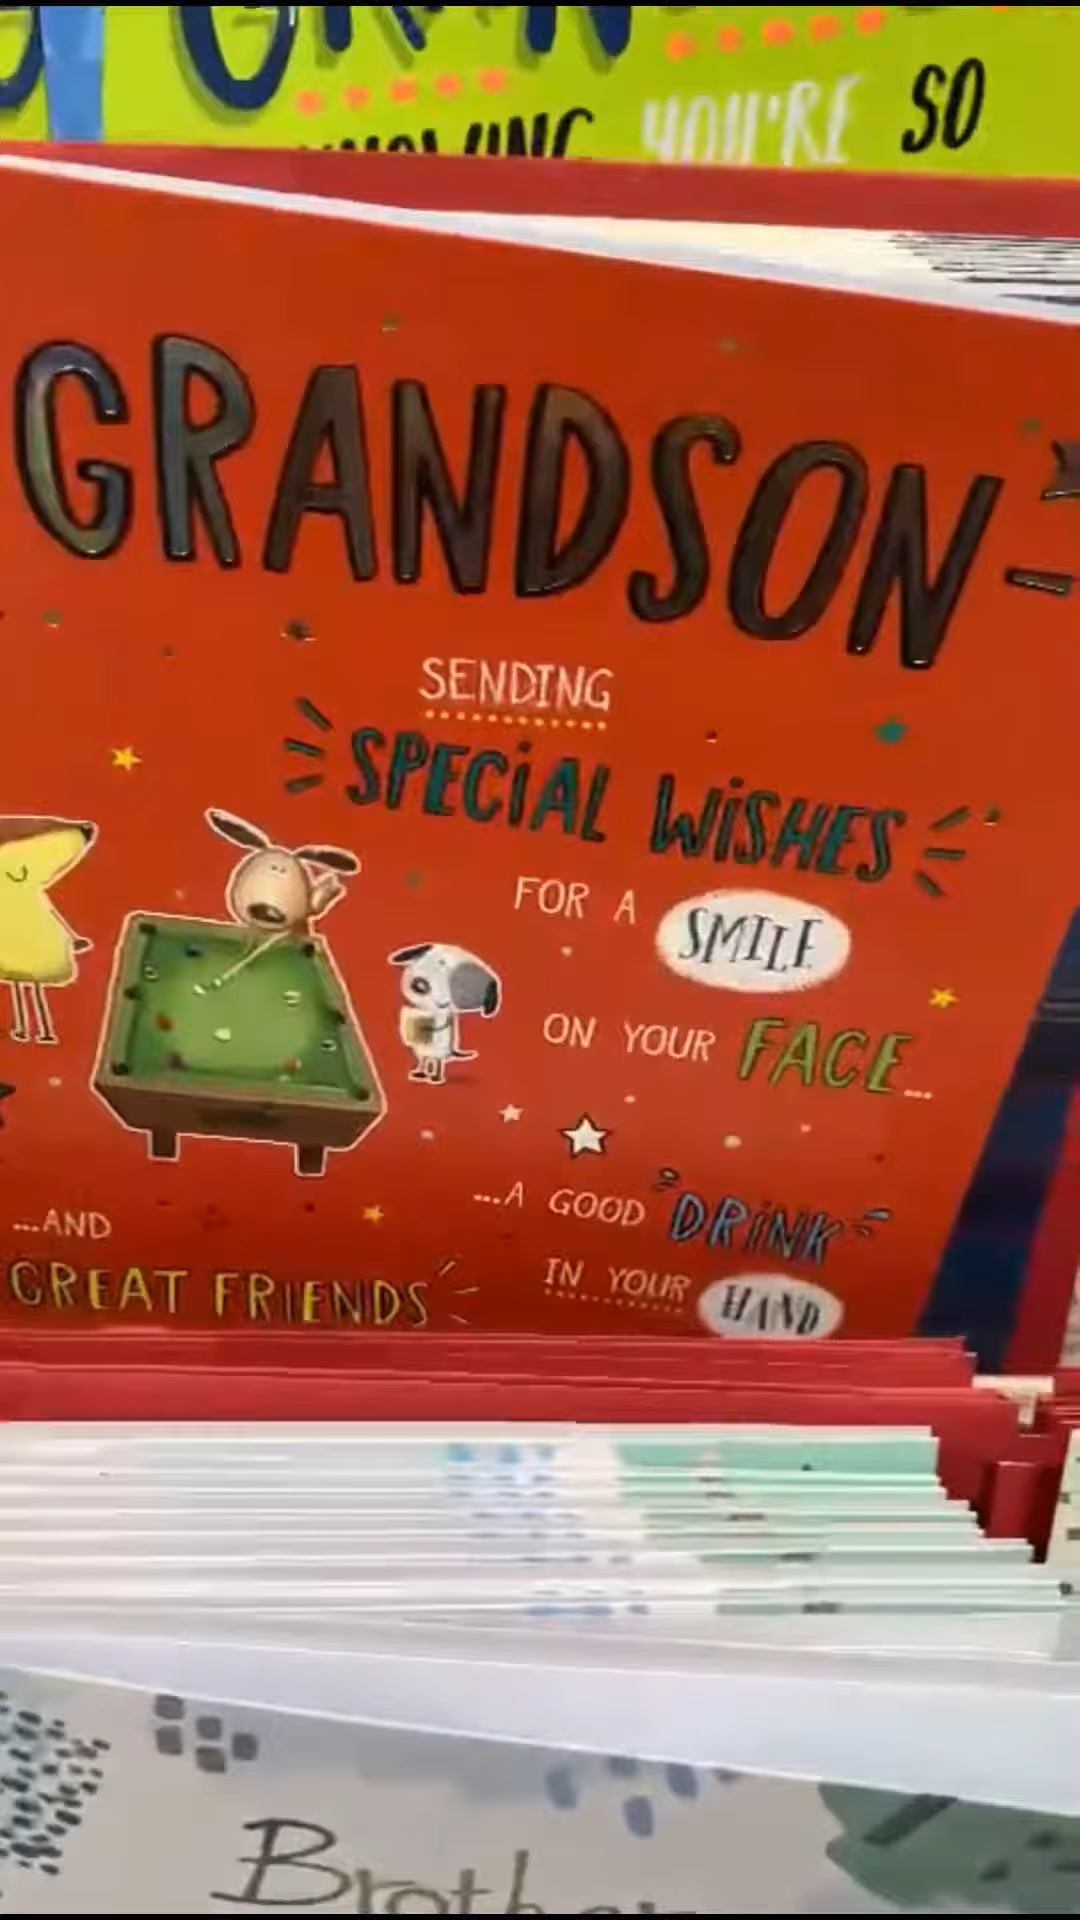 YOU'RE SO
GRANDSON-
SENDING
SPECiAL WiSHES
FOR A SMILE
ON YOUR FACE...
...A GOOD DRiNK
IN YOUR HAND
...AND
GREAT FRIENDS